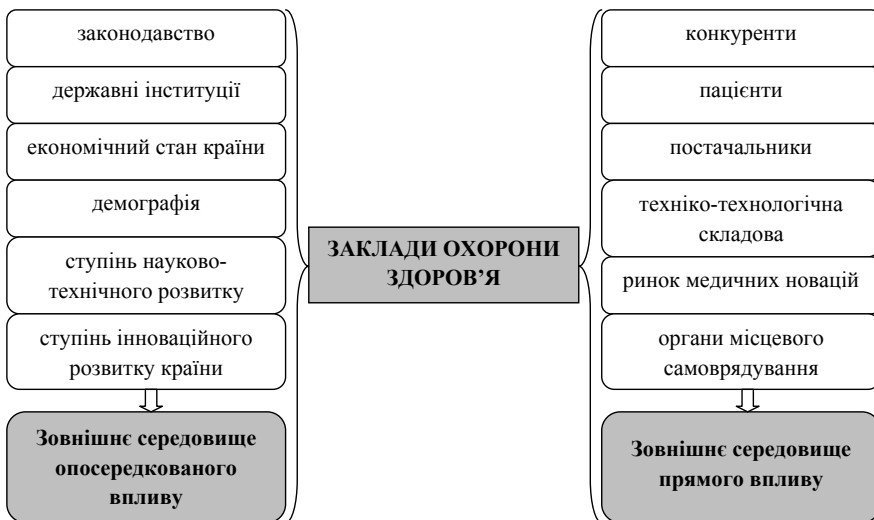 законодавство
державні інституції
економічний стан країни
демографія
ступінь науково-
технічного розвитку
ступінь інноваційного
розвитку країни
Зовнішнє середовище
опосередкованого
впливу
ЗАКЛАДИ ОХОРОНИ
ЗДОРОВ’Я
конкуренти
пацієнти
постачальники
техніко-технологічна
складова
ринок медичних новацій
органи місцевого
самоврядування
Зовнішнє середовище
прямого впливу